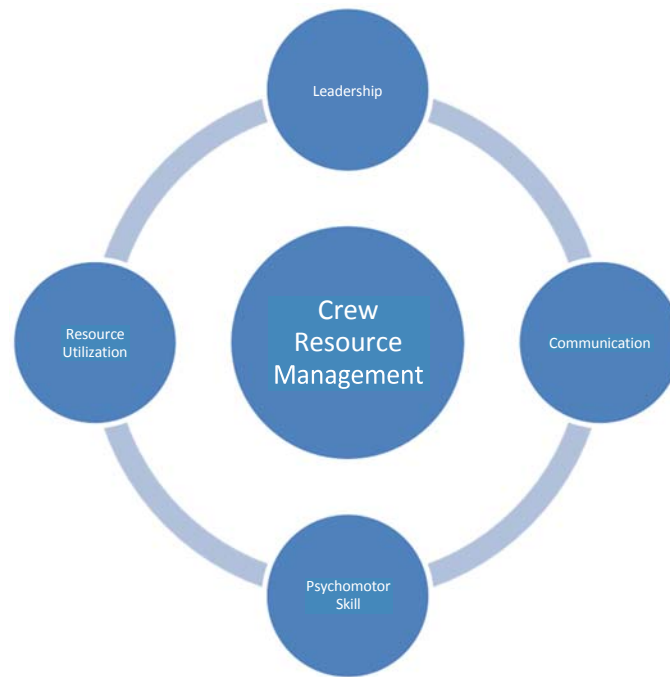 Leadership
Resource
Utilization
Crew
Resource
Management
Communication
Psychomotor
Skill